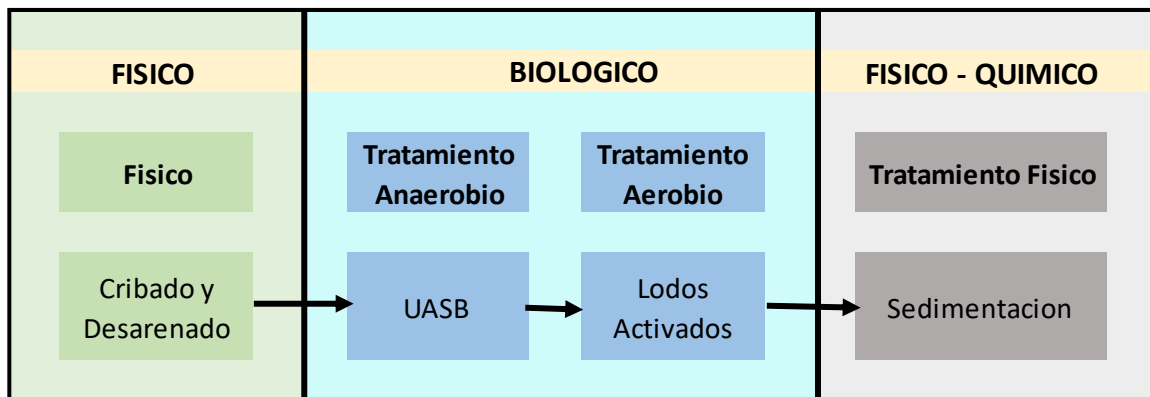 FISICO
BIOLOGICO
FISICO - QUIMICO
Fisico
Tratamiento
Anaerobio
Tratamiento
Aerobio
Tratamiento Fisico
Cribado y
Desarenado
UASB
Lodos
Activados
Sedimentacion